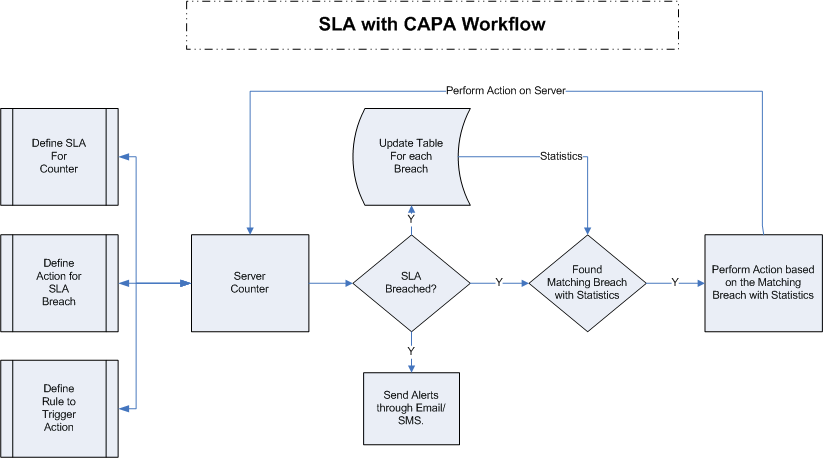 SLA with CAPA Workflow
Perform Action on Server
Define SLA
For
Counter
Update Table
For each
Breach
Statistics
Y
Define
Action for
SLA
Breach
Server
Counter
SLA
Breached?
Y
Found
Matching Breach
with Statistics
Y
Perform Action based
on the Matching
Breach with Statistics
Y
Define
Rule to
Trigger
Action
Send Alerts
through Email/
SMS.